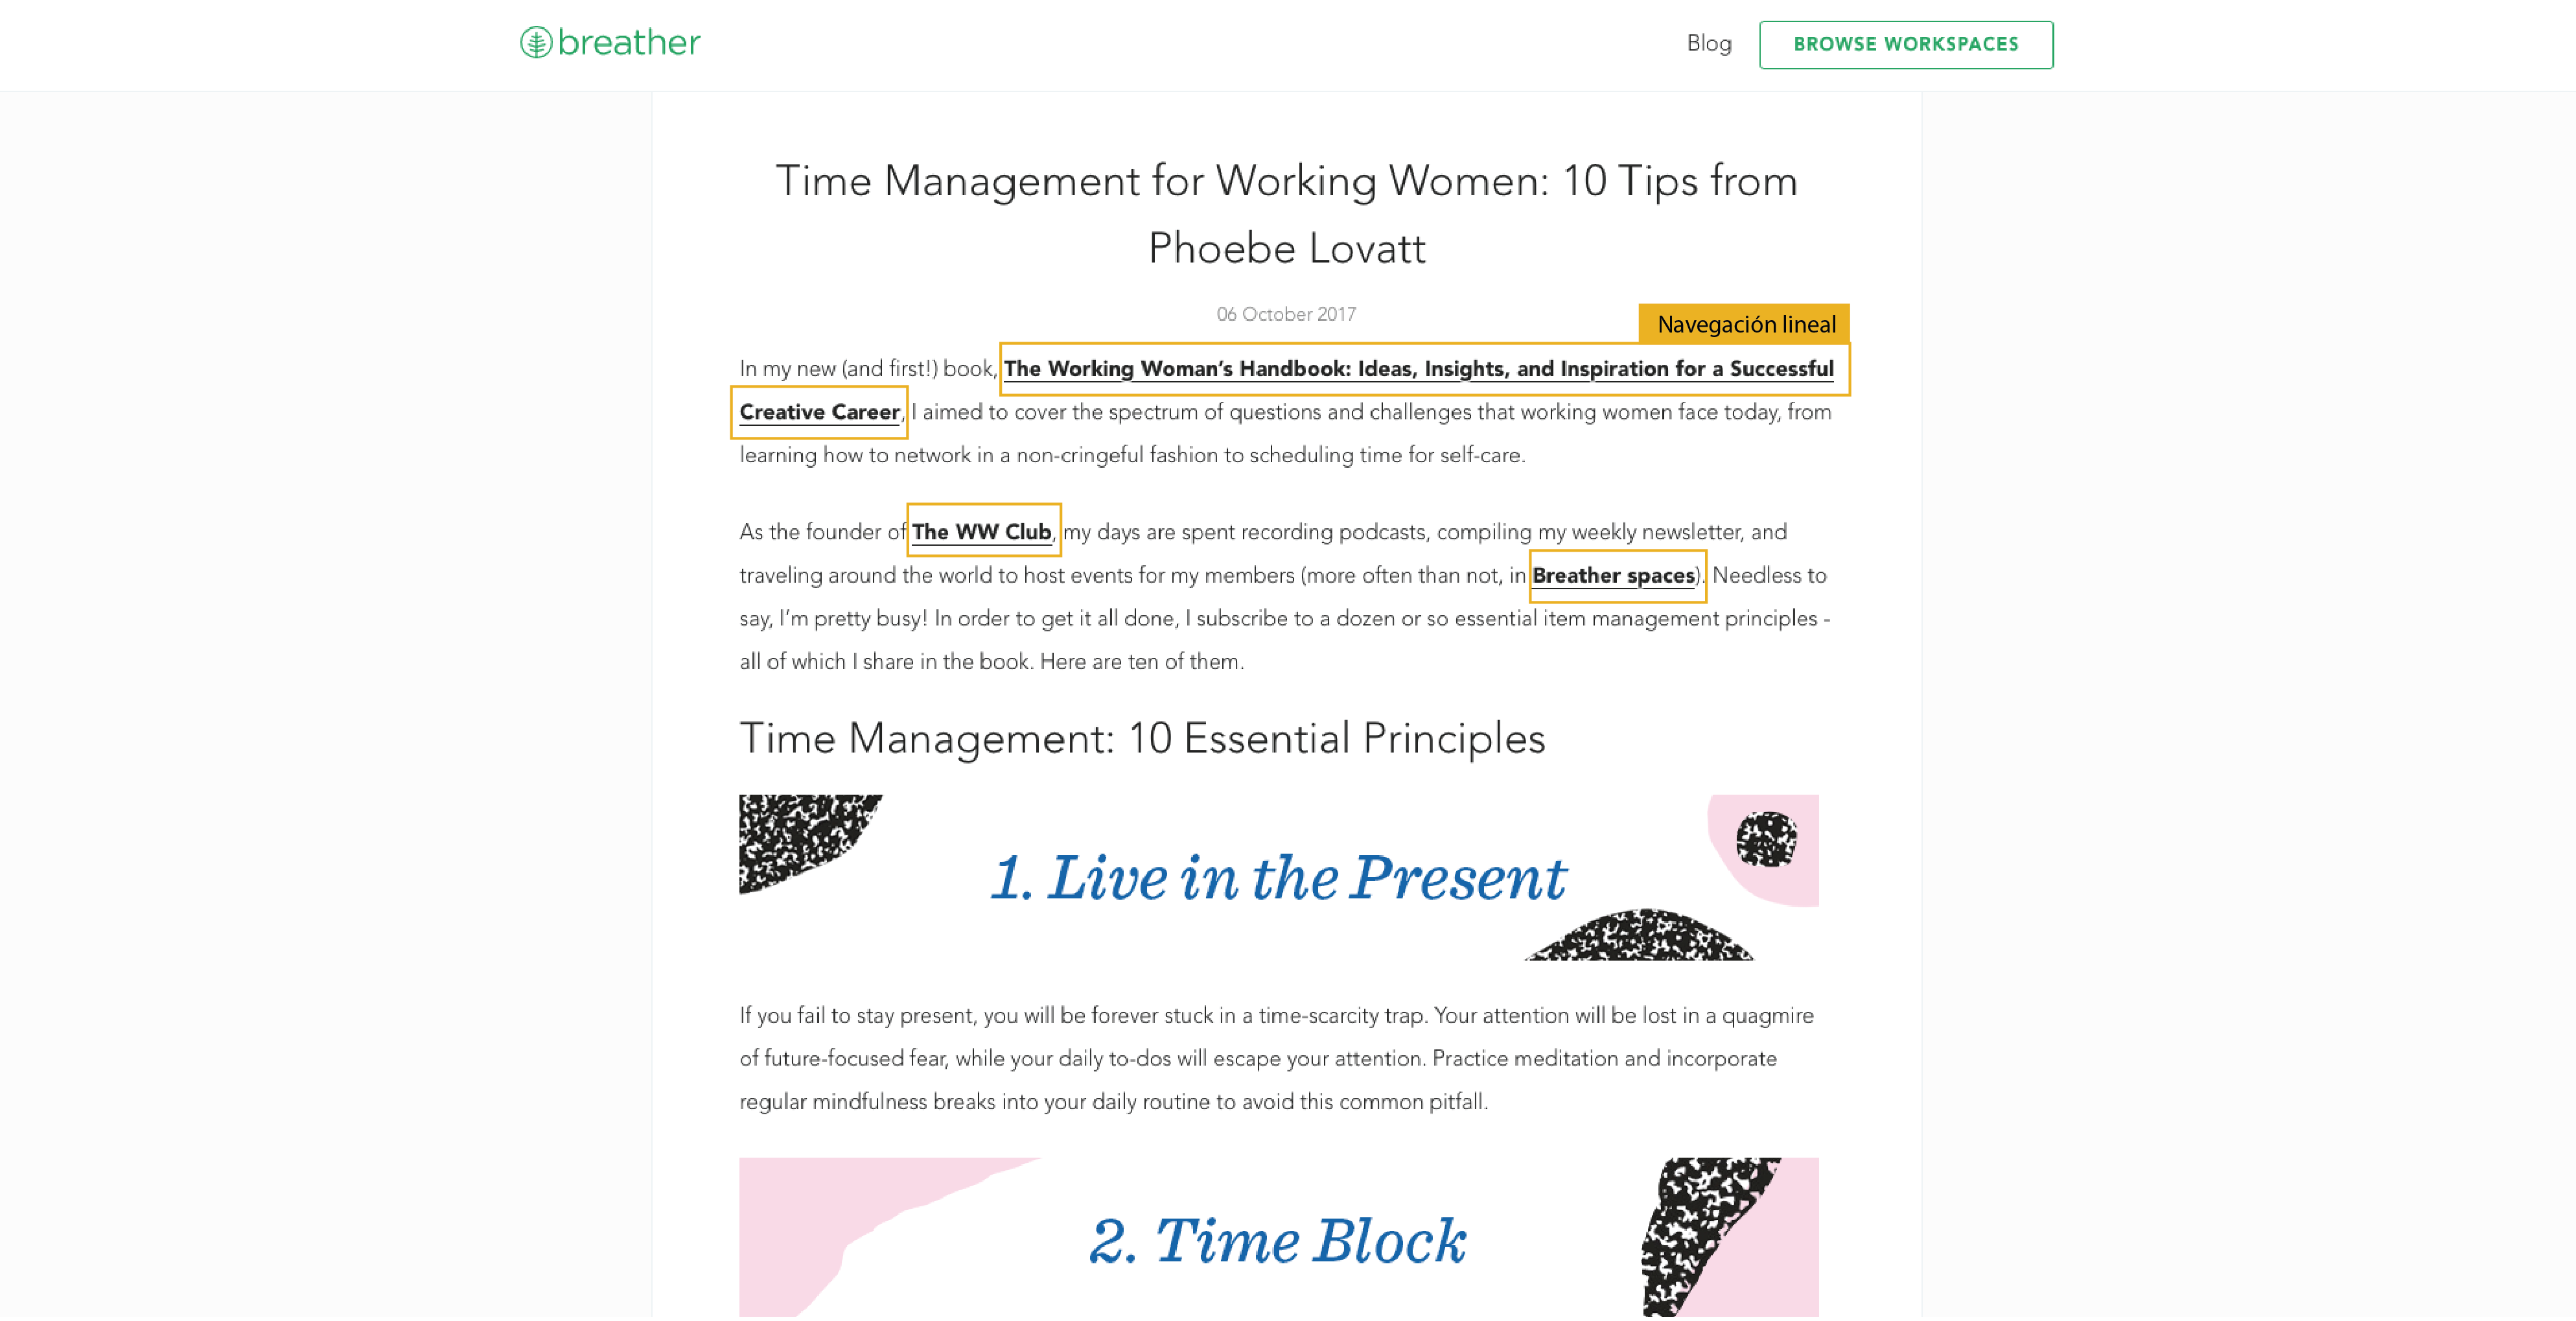 breather
Blog
BROWSE WORKSPACES
Time Management for Working Women: 10 Tips from
Phoebe Lovatt
06 October 2017
Navegación lineal
In my new (and first!) book, The Working Woman’s Handbook: Ideas, Insights, and Inspiration for a Successful
Creative Career, I aimed to cover the spectrum of questions and challenges that working women face today, from
learning how to network in a non-cringeful fashion to scheduling time for self-care.
As the founder of The WW Club, my days are spent recording podcasts, compiling my weekly newsletter, and
traveling around the world to host events for my members (more often than not, in Breather spaces). Needless to
say, I’m pretty busy! In order to get it all done, I subscribe to a dozen or so essential item management principles -
all of which I share in the book. Here are ten of them.
Time Management: 10 Essential Principles
1. Live in the Present
If you fail to stay present, you will be forever stuck in a time-scarcity trap. Your attention will be lost in a quagmire
of future-focused fear, while your daily to-dos will escape your attention. Practice meditation and incorporate
regular mindfulness breaks into your daily routine to avoid this common pitfall.
2. Time Block